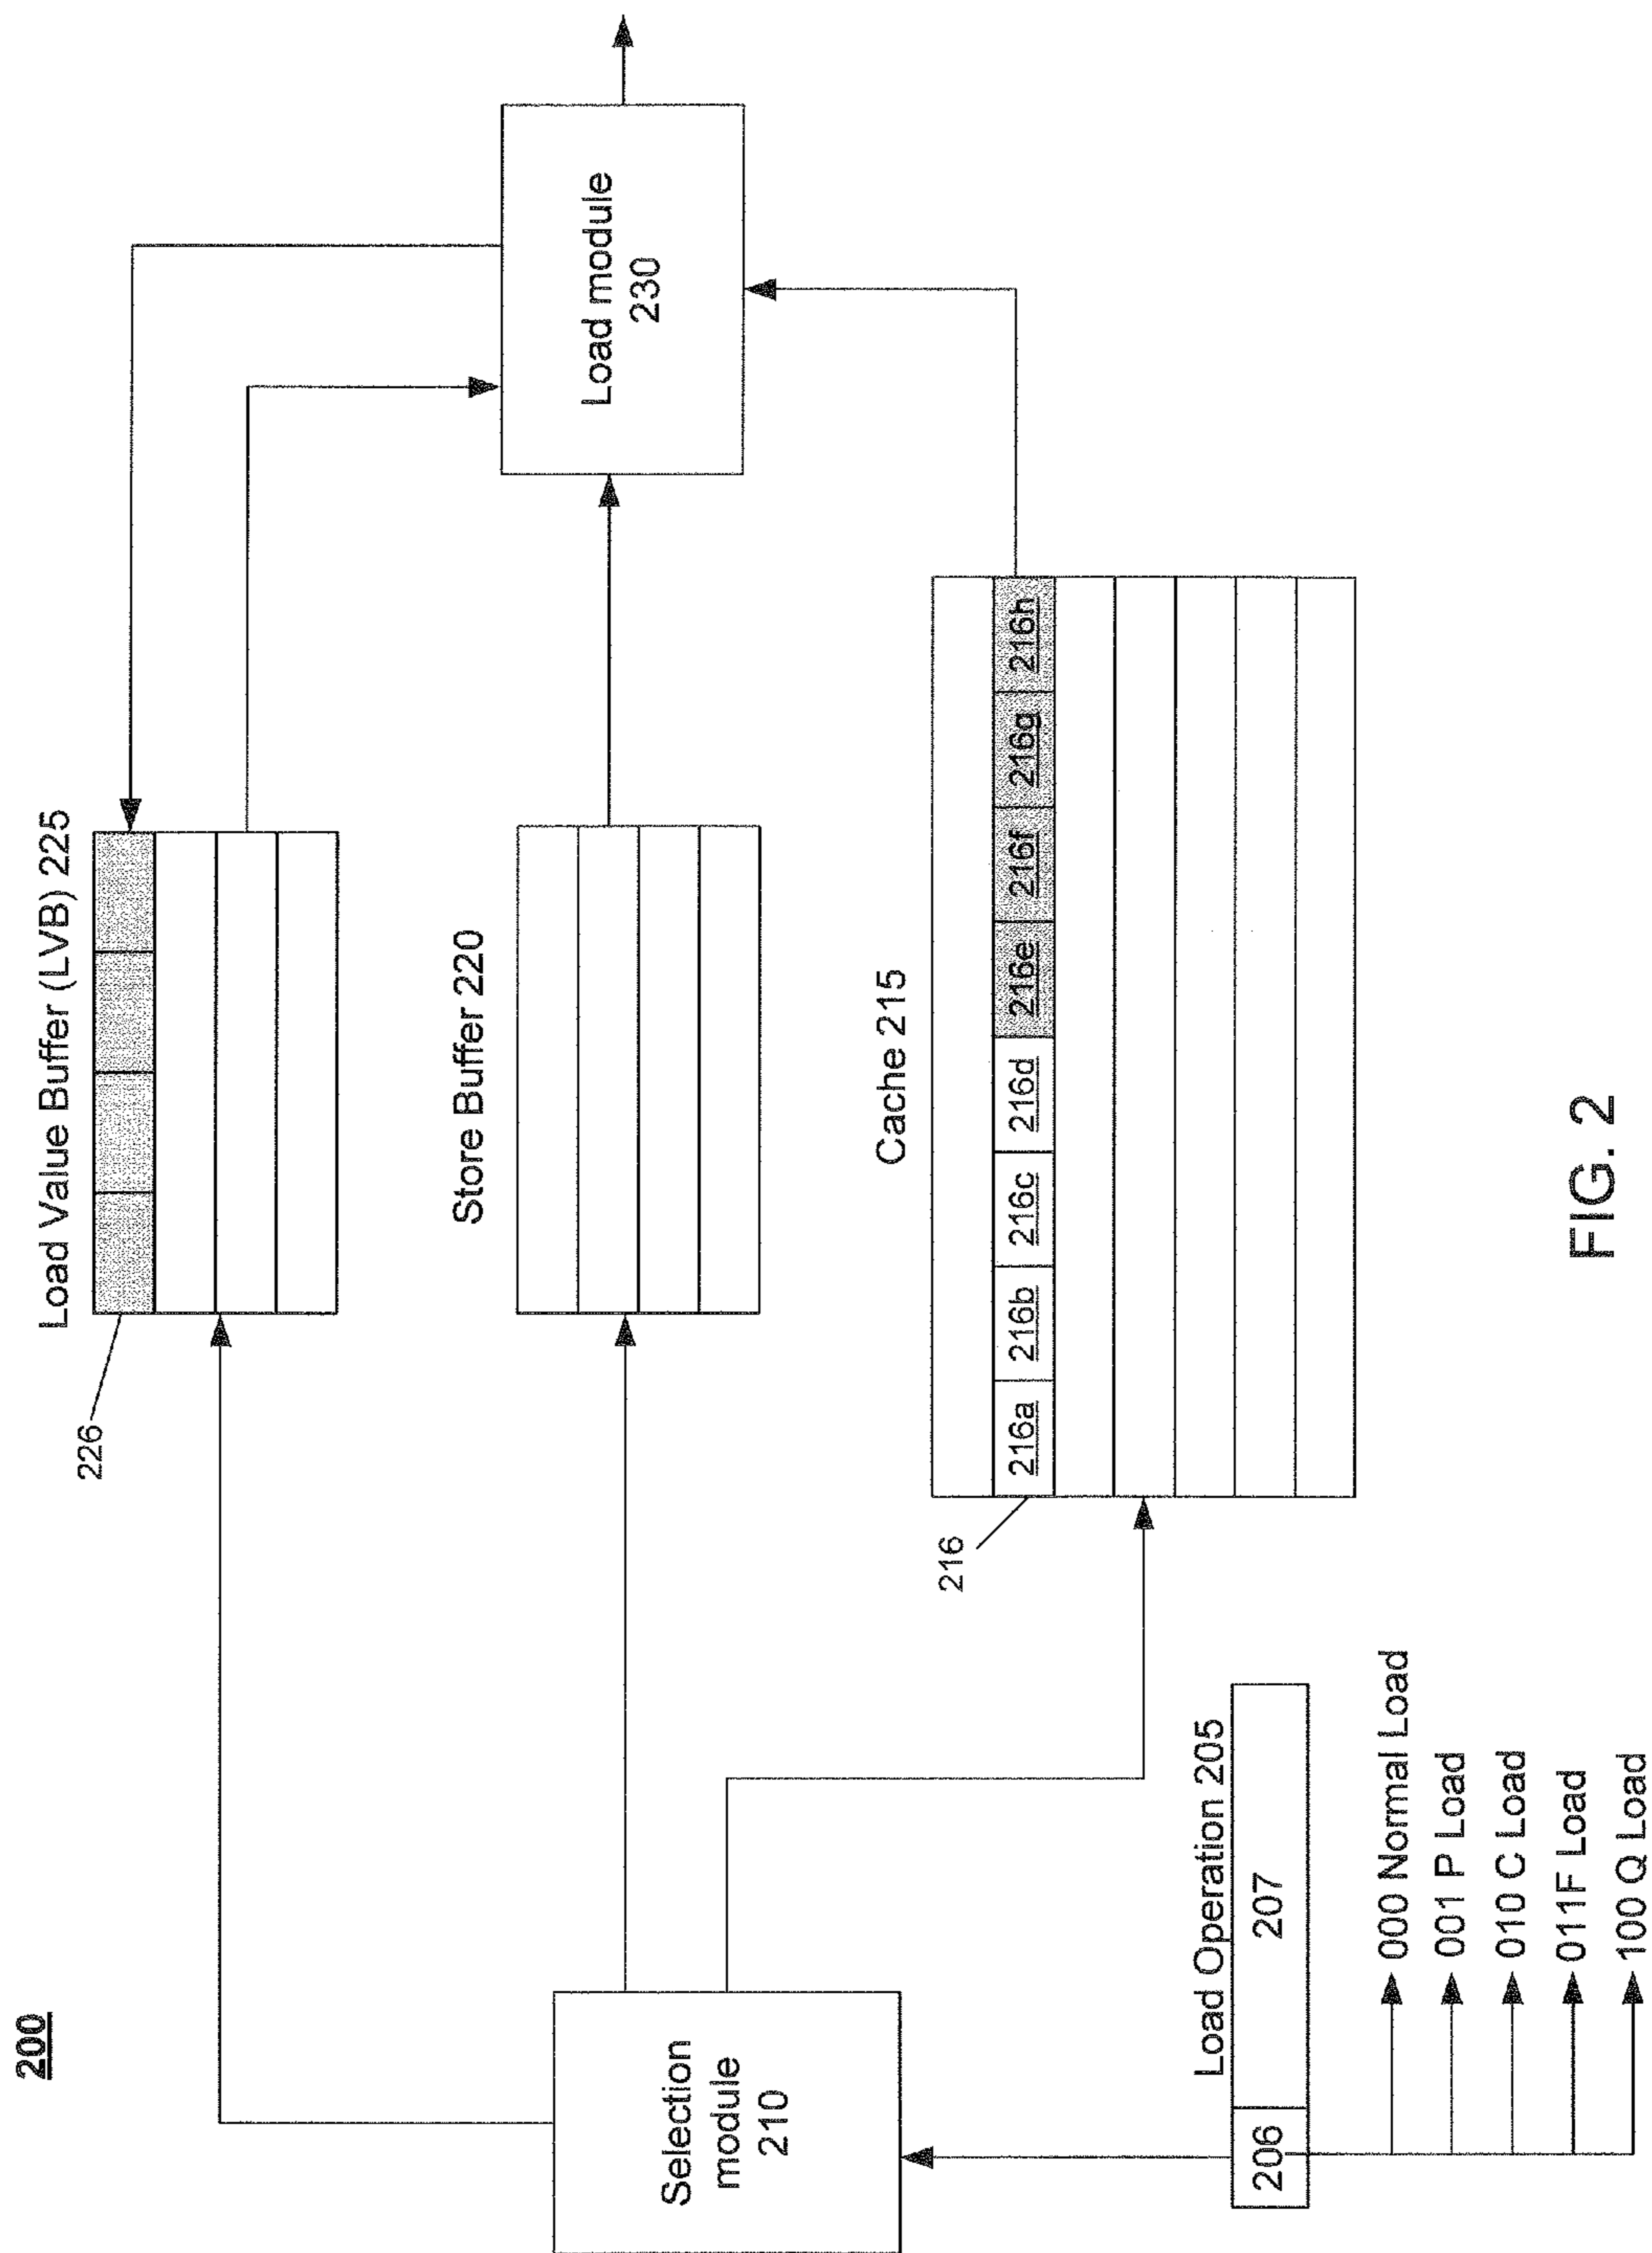 200
Load Value Buffer (LVB) 225
226
Store Buffer 220
Load module
230
Selection
module
210
Cache 215
216
216a 216b 216c 216d 216e 216f 216g 216h
Load Operation 205
206 207
000 Normal Load
001 P Load
010 C Load
011F Load
100 Q Load
FIG. 2